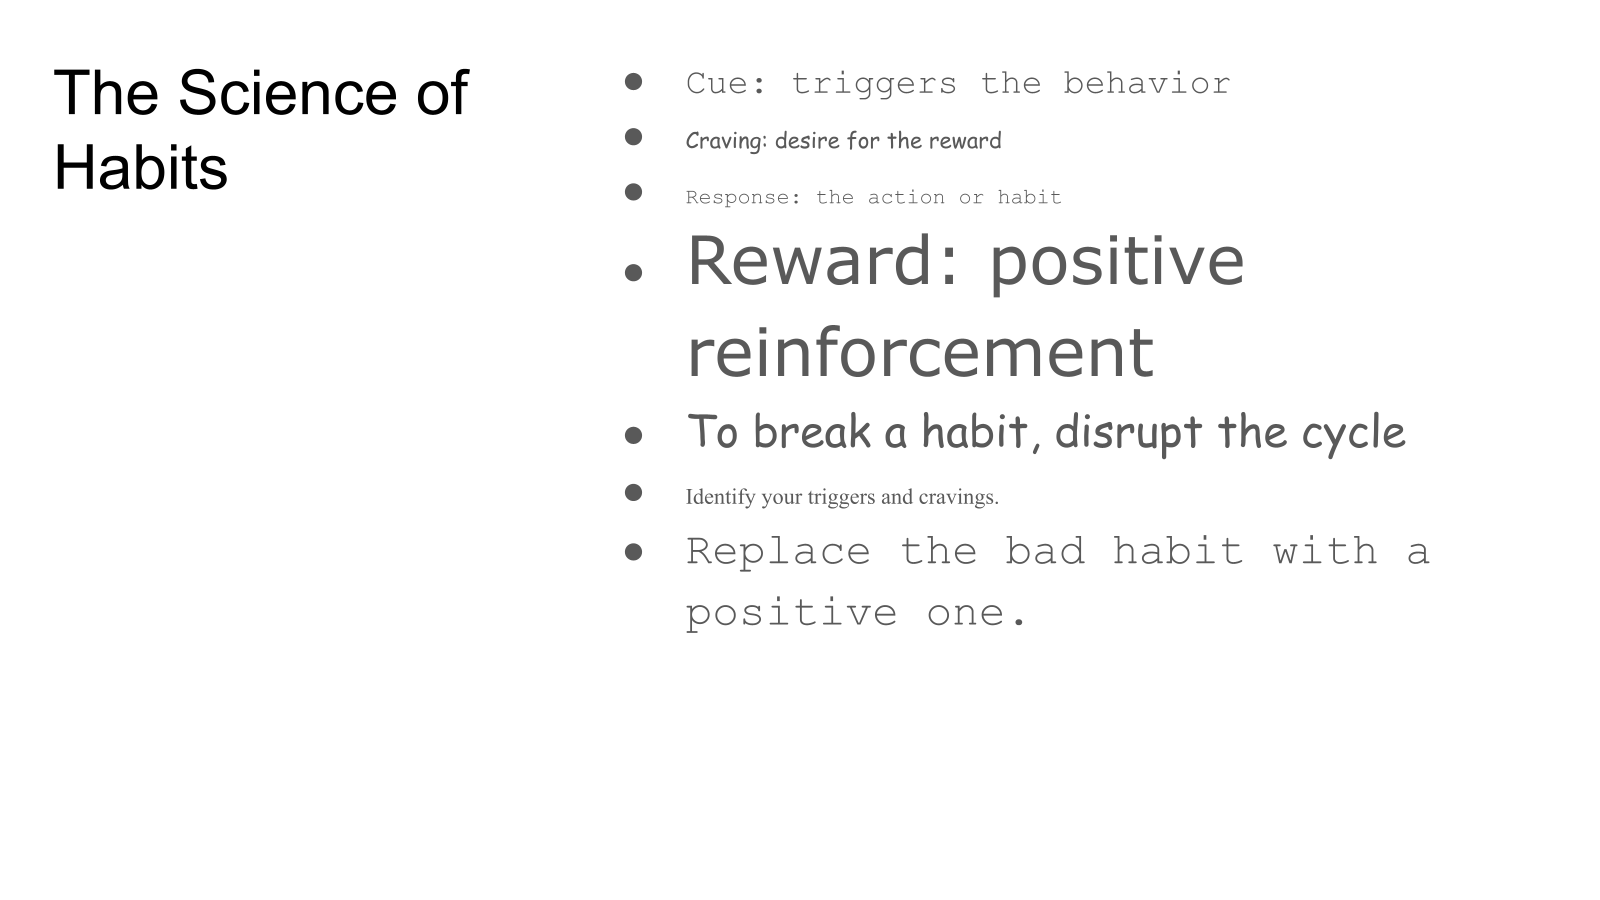 The Science of
Habits
● Cue: triggers the behavior
● Craving: desire for the reward
● Response: the action or habit
● Reward: positive
reinforcement
● To break a habit, disrupt the cycle
● Identify your triggers and cravings.
● Replace the bad habit with a
positive one.